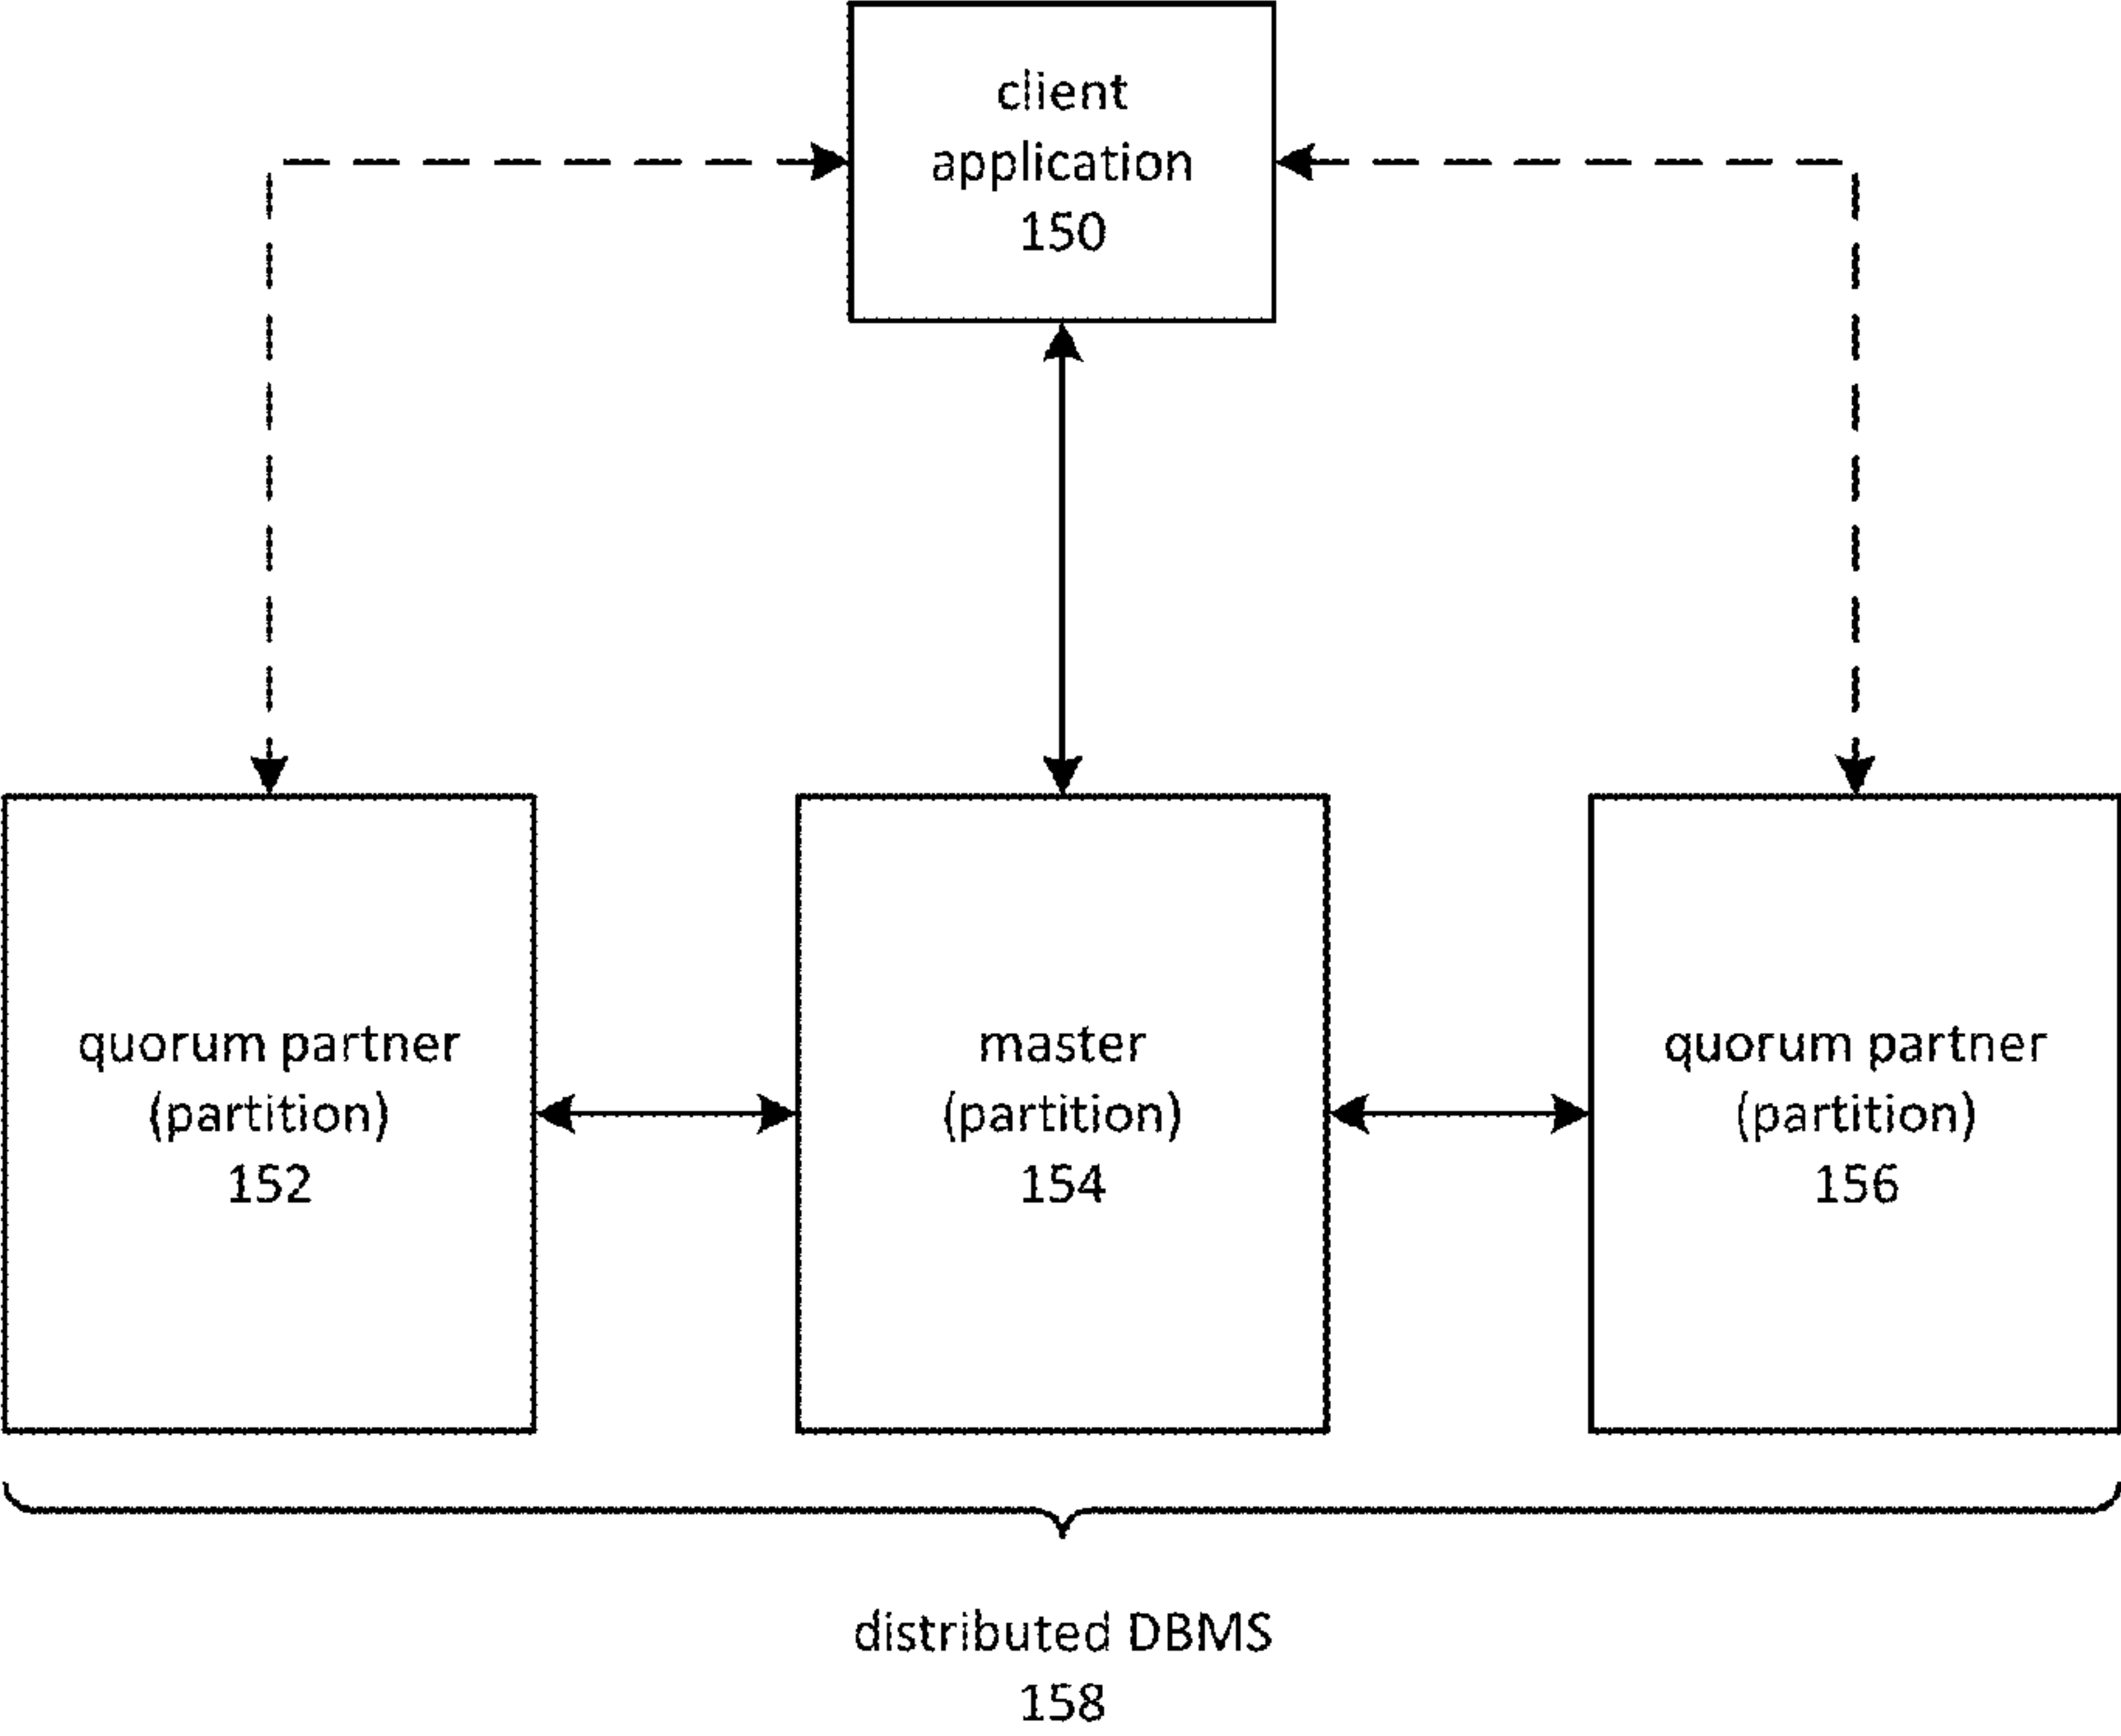 client
application
150
quorum partner
(partition)
152
master
(partition)
154
quorum partner
(partition)
156
distributed DBMS
158